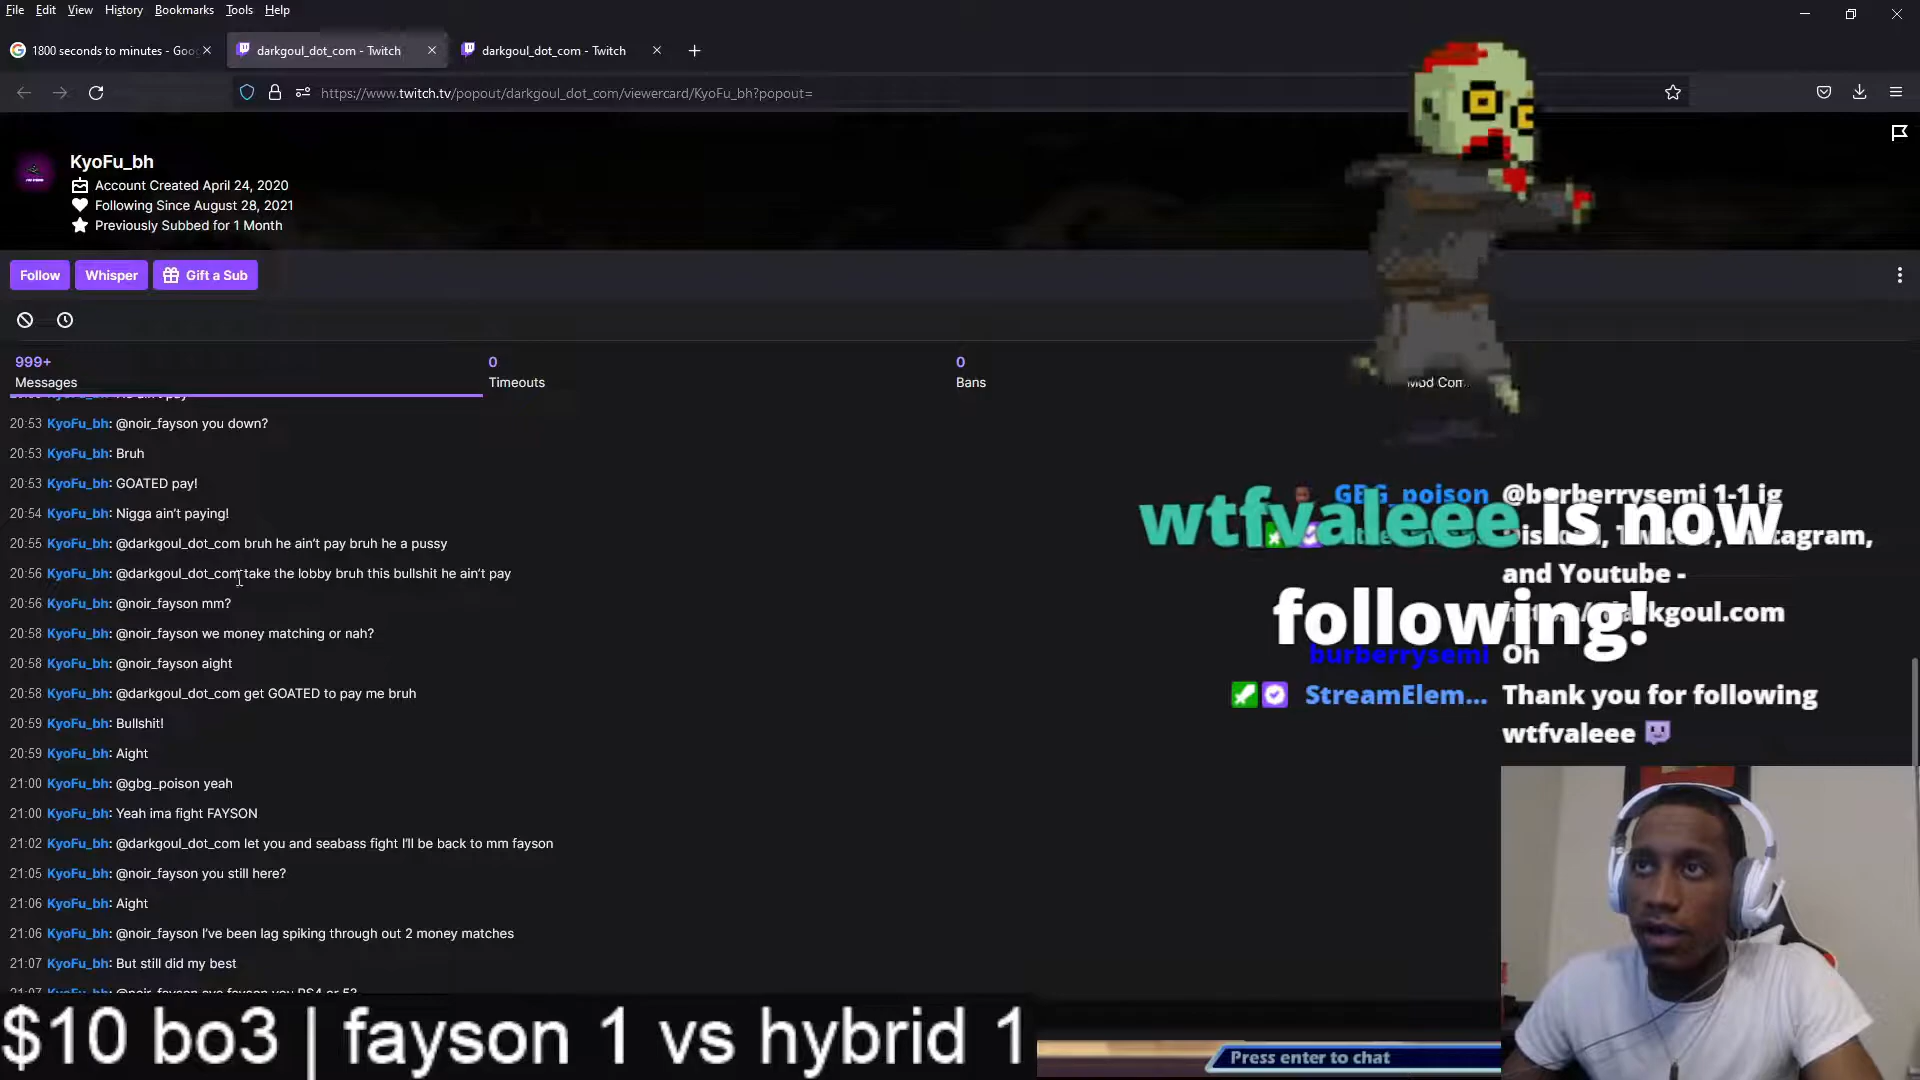 File Edit View History Bookmarks Tools Help
1800 seconds to minutes - Goo
darkgoul_dot_com - Twitch
darkgoul_dot_com - Twitch
https://www.twitch.tv/popout/darkgoul_dot_com/viewercard/KyoFu_bh?popout=
KyoFu_bh
Account Created April 24, 2020
Following Since August 28, 2021
Previously Subbed for 1 Month
Follow Whisper Gift a Sub
999+ 0 0
Messages Timeouts Bans Mod Com
20:53 KyoFu_bh: @noir_fayson you down?
20:53 KyoFu_bh: Bruh
20:53 KyoFu_bh: GOATED pay!
20:54 KyoFu_bh: Nigga ain't paying!
20:55 KyoFu_bh: @darkgoul_dot_com bruh he ain't pay bruh he a pussy
20:56 KyoFu_bh: @darkgoul_dot_com take the lobby bruh this bullshit he ain't pay
20:56 KyoFu_bh: @noir_fayson mm?
20:58 KyoFu_bh: @noir_fayson we money matching or nah?
20:58 KyoFu_bh: @noir_fayson aight
20:58 KyoFu_bh: @darkgoul_dot_com get GOATED to pay me bruh
20:59 KyoFu_bh: Bullshit!
20:59 KyoFu_bh: Aight
21:00 KyoFu_bh: @gbg_poison yeah
21:00 KyoFu_bh: Yeah ima fight FAYSON
21:02 KyoFu_bh: @darkgoul_dot_com let you and seabass fight I'll be back to mm fayson
21:05 KyoFu_bh: @noir_fayson you still here?
21:06 KyoFu_bh: Aight
21:06 KyoFu_bh: @noir_fayson I've been lag spiking through out 2 money matches
21:07 KyoFu_bh: But still did my best
GBG_poison @burberrysemi 1-1 ig
wtfvaleee is now
following!
and Youtube -
burberrysemi Oh
StreamElem... Thank you for following
wtfvaleee
$10 bo3 | fayson 1 vs hybrid 1
Press enter to chat